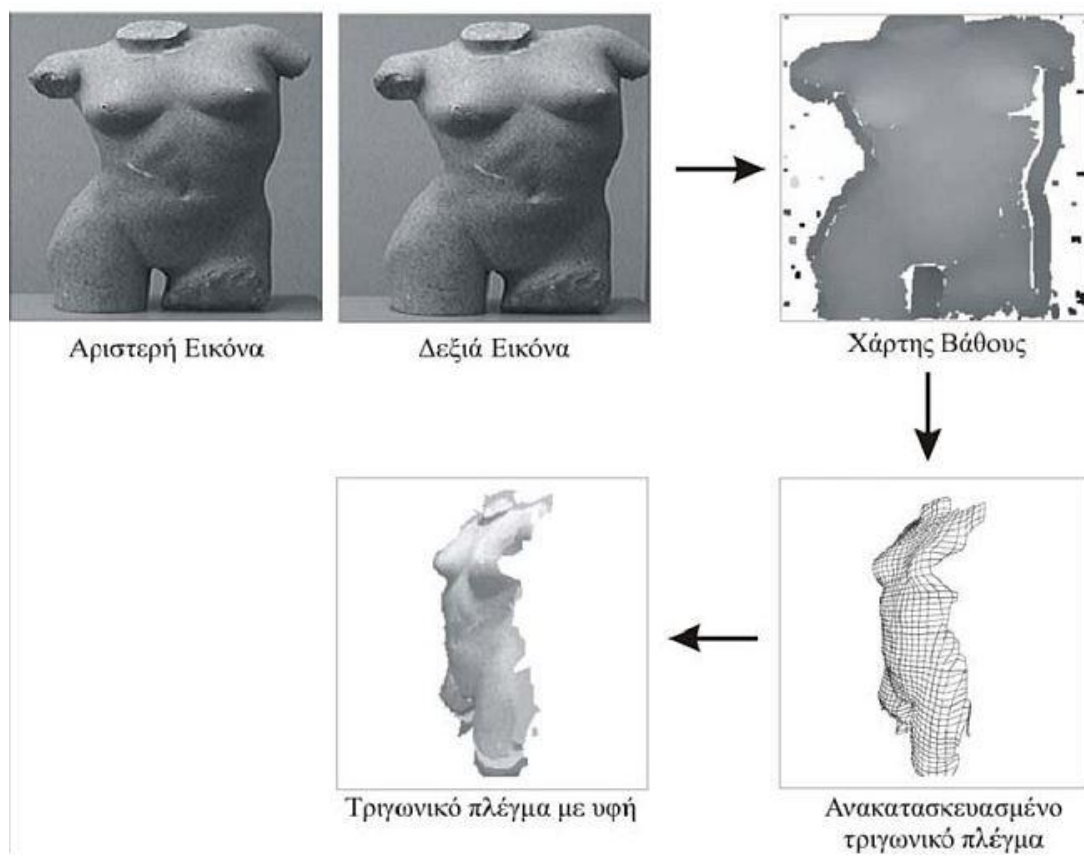 Αριστερή Εικόνα
Δεξιά Εικόνα
Χάρτης Βάθους
Τριγωνικό πλέγμα με υφή
Ανακατασκευασμένο
τριγωνικό πλέγμα